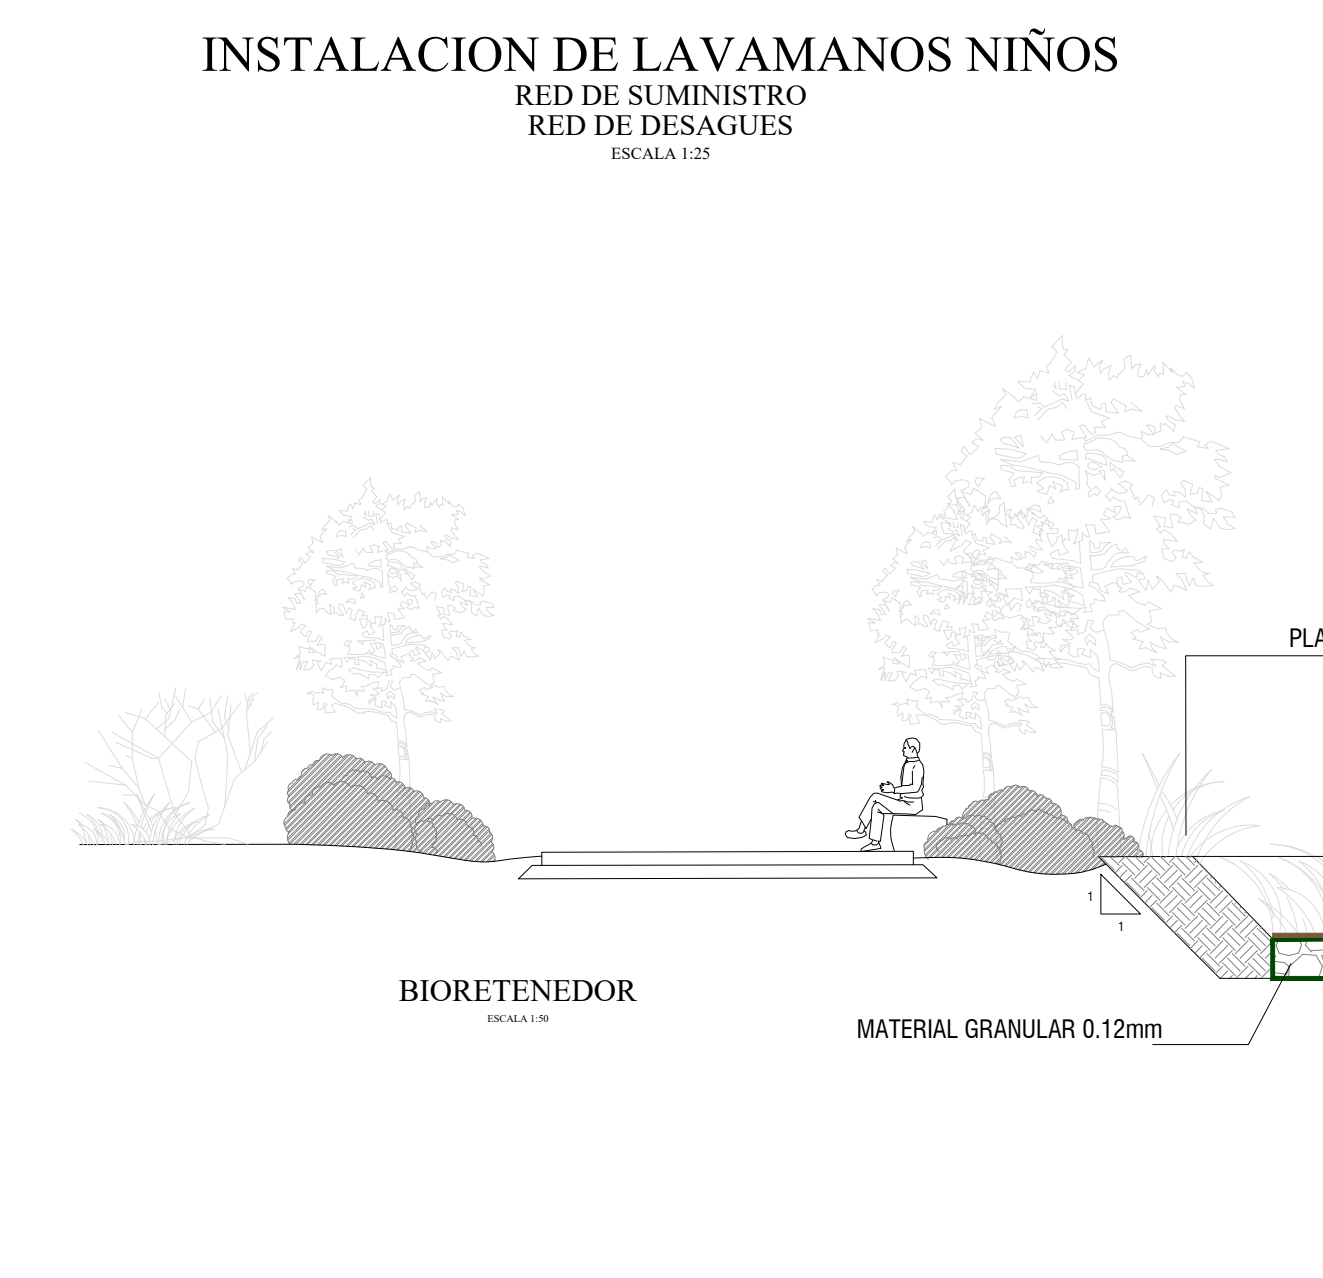 INSTALACION DE LAVAMANOS NIÑOS
RED DE SUMINISTRO
RED DE DESAGUES
ESCALA 1:25
PLA
1
1
BIORETENEDOR
ESCALA 1:50
MATERIAL GRANULAR 0.12mm